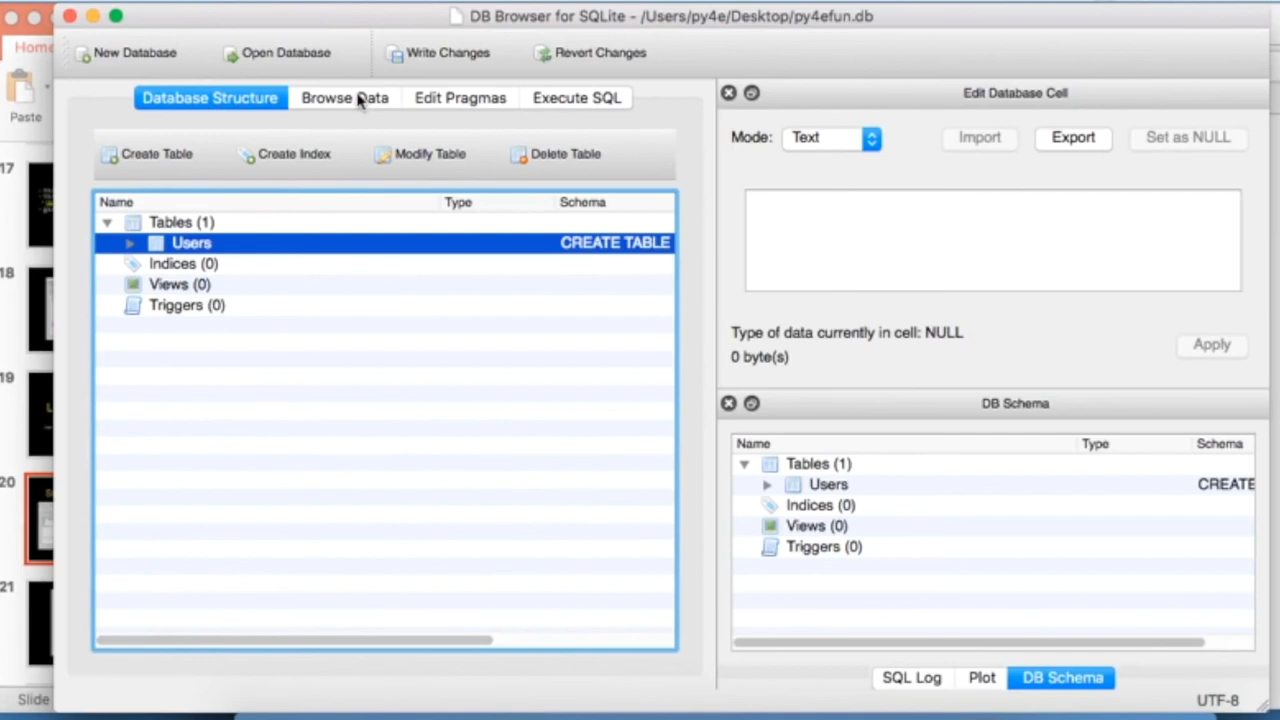 DB Browser for SQLite - /Users/py4e/Desktop/py4efun.db
Home
New Database Open Database Write Changes Revert Changes
Paste
Database Structure Browse Data Edit Pragmas Execute SQL
Create Table Create Index Modify Table Delete Table
Name Type Schema
Tables (1)
Users CREATE TABLE
Indices (0)
Views (0)
Triggers (0)
Edit Database Cell
Mode: Text Import Export Set as NULL
Type of data currently in cell: NULL
0 byte(s)
Apply
DB Schema
Name Type Schema
Tables (1)
Users CREATE
Indices (0)
Views (0)
Triggers (0)
SQL Log Plot DB Schema
UTF-8
17
18
19
20
21
Slide